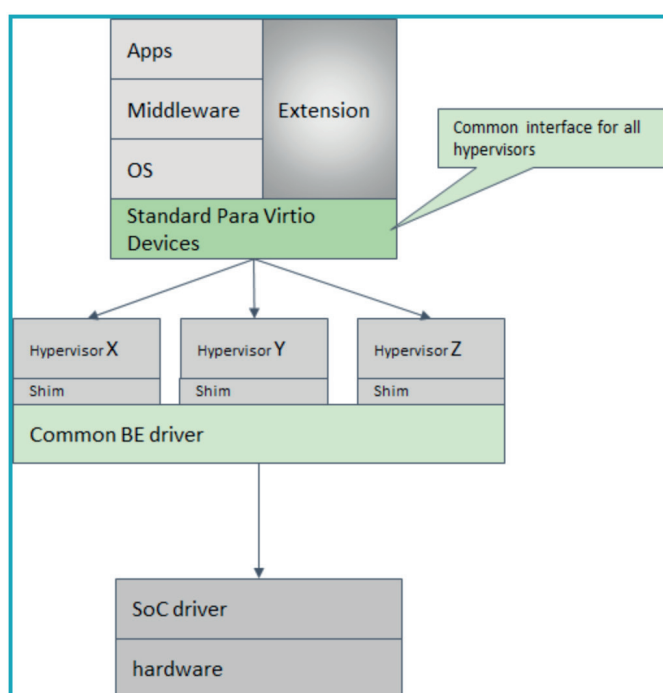 Apps
Middleware
OS
Extension
Standard Para Virtio
Devices
Common interface for all
hypervisors
Hypervisor X
Hypervisor Y
Hypervisor Z
Shim
Shim
Shim
Common BE driver
SoC driver
hardware